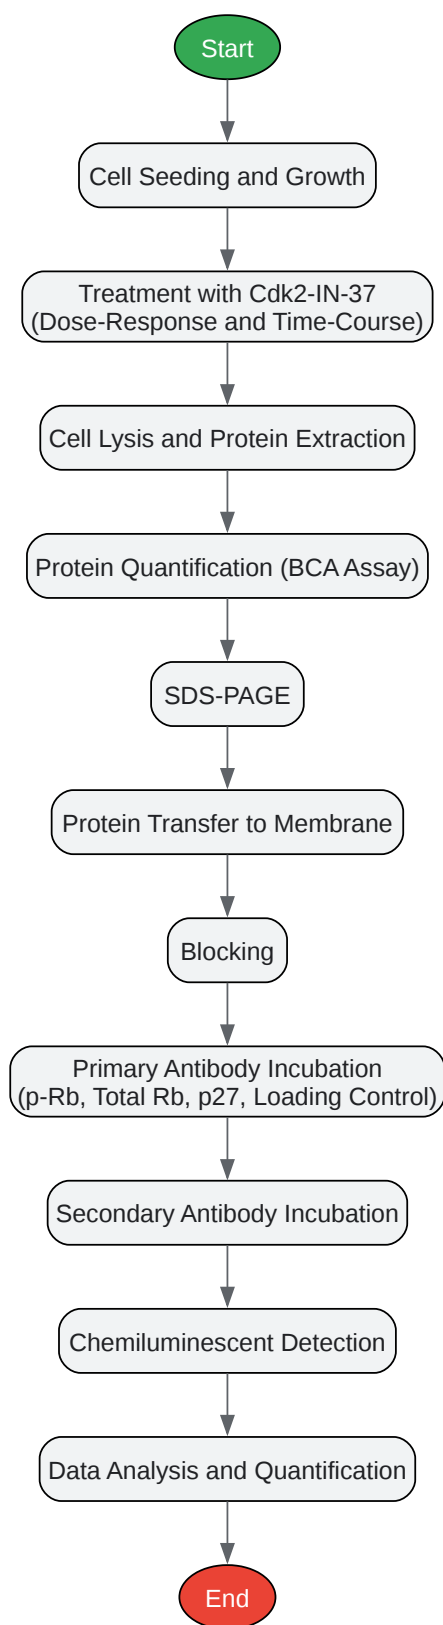 Start
Cell Seeding and Growth
Treatment with Cdk2-IN-37
(Dose-Response and Time-Course)
Cell Lysis and Protein Extraction
Protein Quantification (BCA Assay)
SDS-PAGE
Protein Transfer to Membrane
Blocking
Primary Antibody Incubation
(p-Rb, Total Rb, p27, Loading Control)
Secondary Antibody Incubation
Chemiluminescent Detection
Data Analysis and Quantification
End